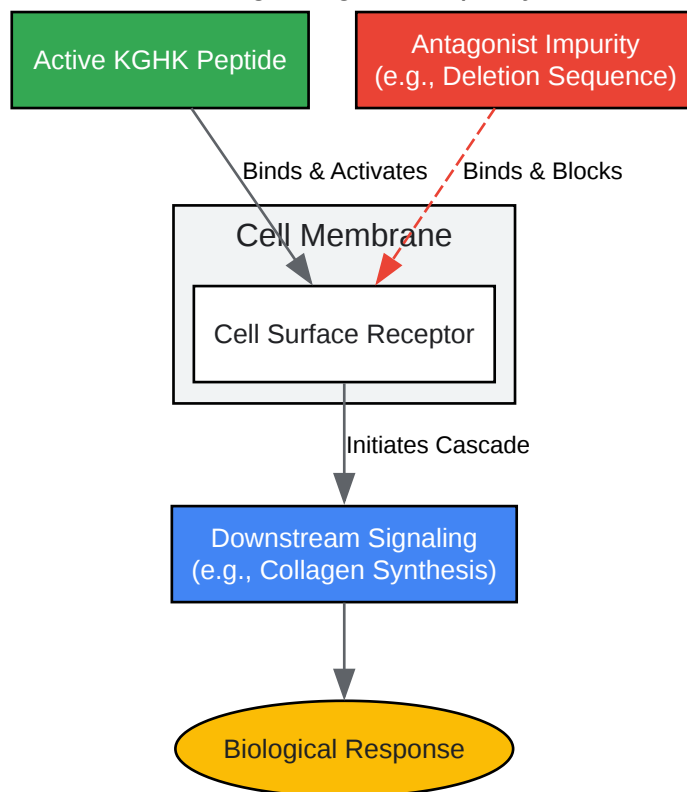 Active KGHK Peptide
Antagonist Impurity
(e.g., Deletion Sequence)
Binds & Activates
Binds & Blocks
Cell Membrane
Cell Surface Receptor
Initiates Cascade
Downstream Signaling
(e.g., Collagen Synthesis)
Biological Response